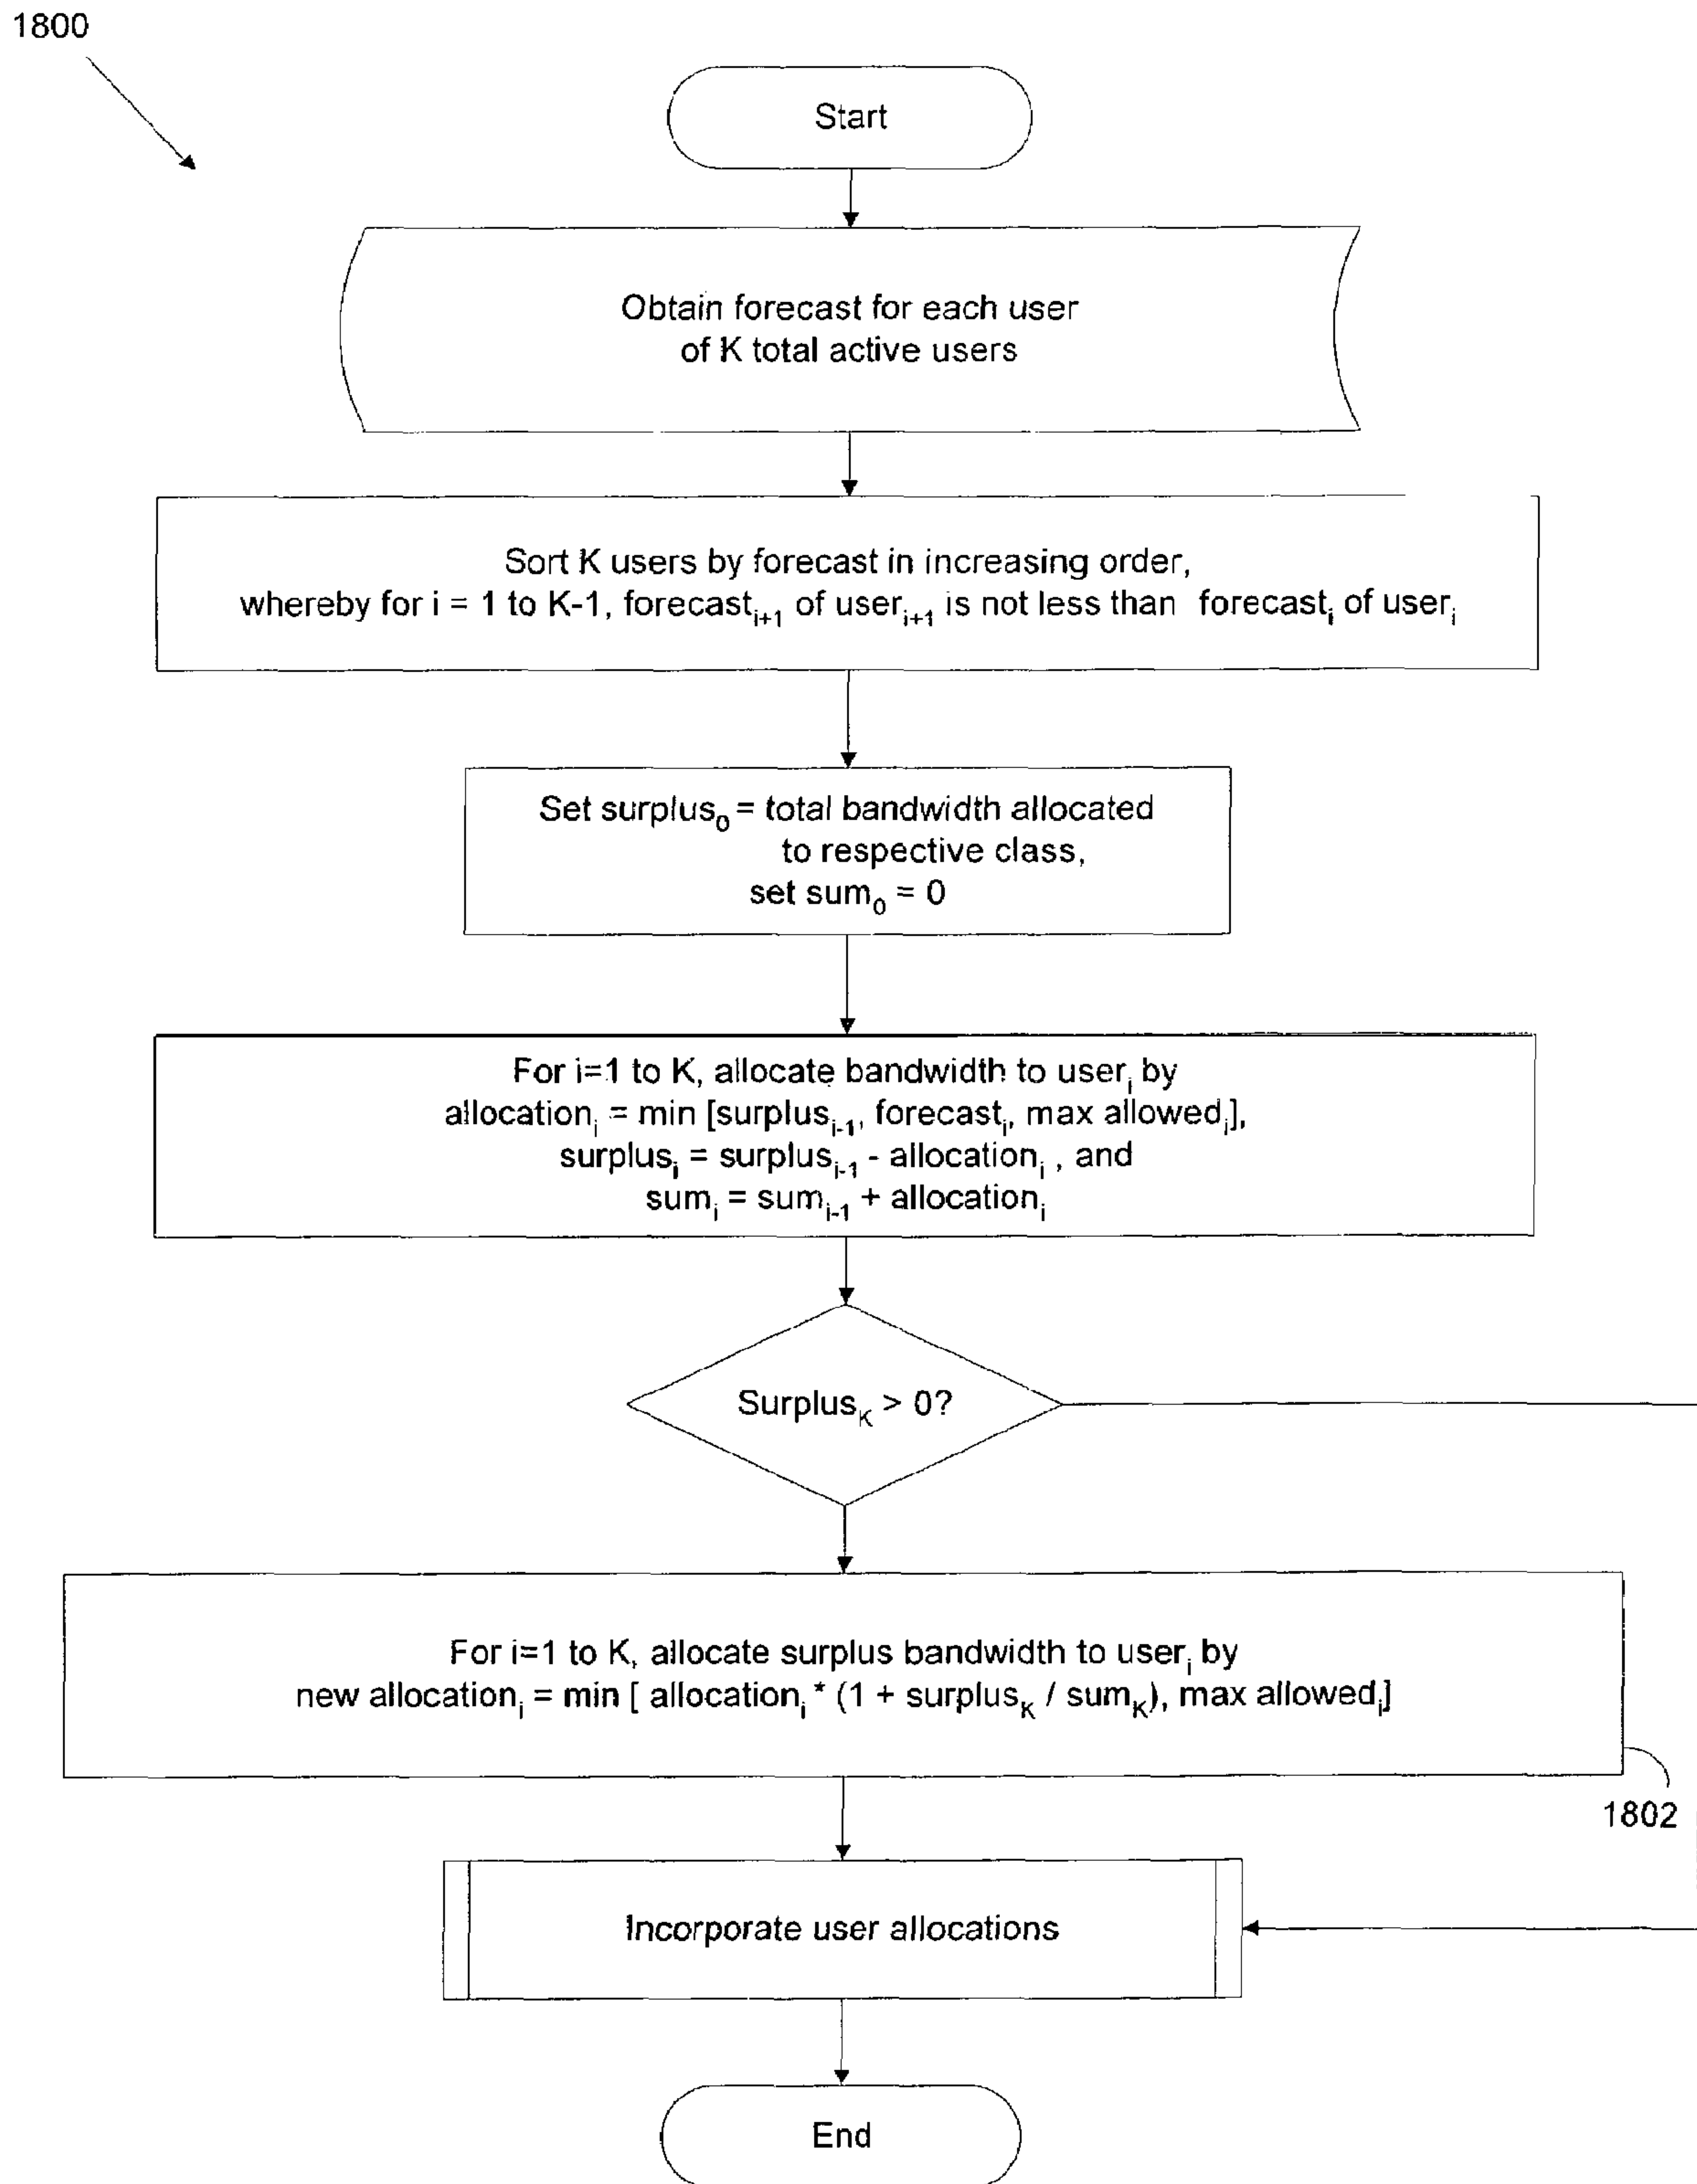 1800
Start
Obtain forecast for each user
of K total active users
Sort K users by forecast in increasing order,
whereby for i = 1 to K-1, forecastᵢ₊₁ of userᵢ₊₁ is not less than forecastᵢ of userᵢ
Set surplus₀ = total bandwidth allocated
to respective class,
set sum₀ = 0
For i=1 to K, allocate bandwidth to userᵢ by
allocationᵢ = min [surplusᵢ₋₁, forecastᵢ, max allowedᵢ],
surplusᵢ = surplusᵢ₋₁ - allocationᵢ , and
sumᵢ = sumᵢ₋₁ + allocationᵢ
Surplus_K > 0?
For i=1 to K, allocate surplus bandwidth to userᵢ by
new allocationᵢ = min [ allocationᵢ * (1 + surplus_K / sum_K), max allowedᵢ]
1802
Incorporate user allocations
End